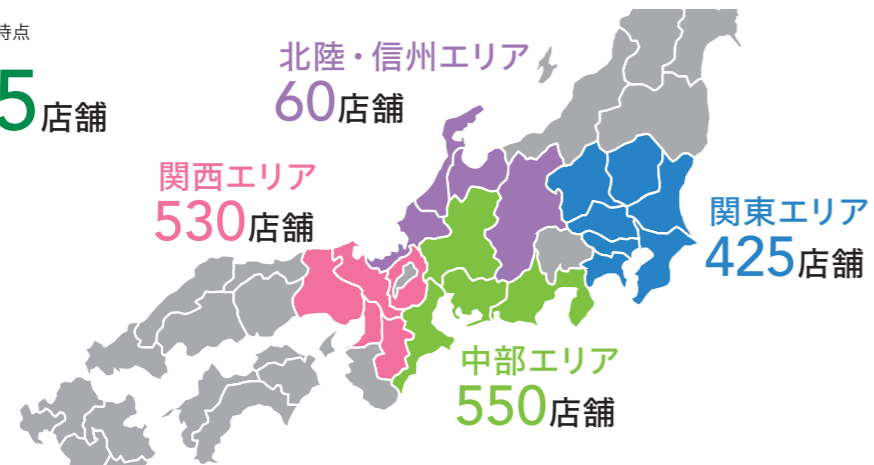 時点
5店舗
北陸・信州エリア
60店舗
関西エリア
530店舗
関東エリア
425店舗
中部エリア
550店舗